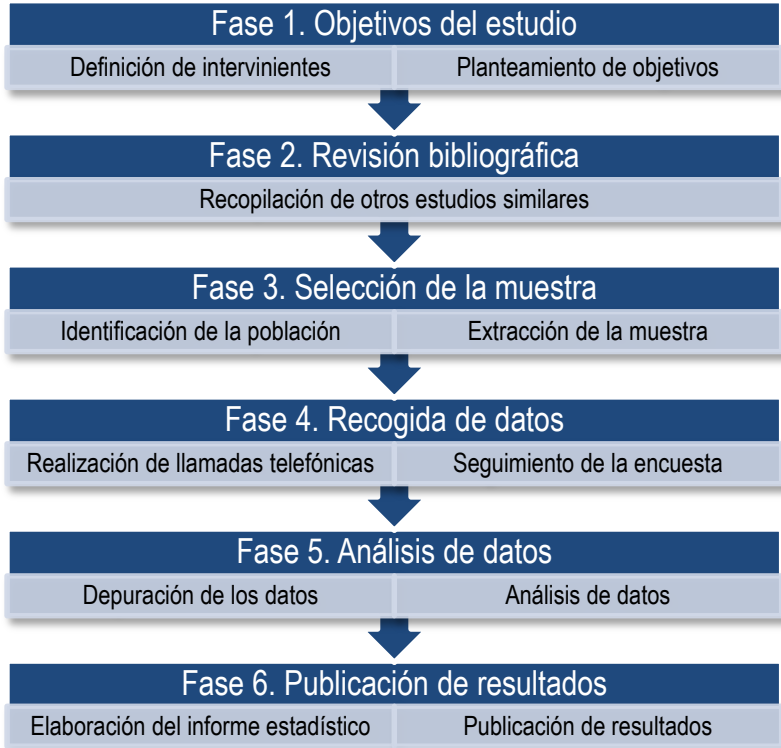 Fase 1. Objetivos del estudio
Definición de intervinientes
Planteamiento de objetivos
Fase 2. Revisión bibliográfica
Recopilación de otros estudios similares
Fase 3. Selección de la muestra
Identificación de la población
Extracción de la muestra
Fase 4. Recogida de datos
Realización de llamadas telefónicas
Seguimiento de la encuesta
Fase 5. Análisis de datos
Depuración de los datos
Análisis de datos
Fase 6. Publicación de resultados
Elaboración del informe estadístico
Publicación de resultados